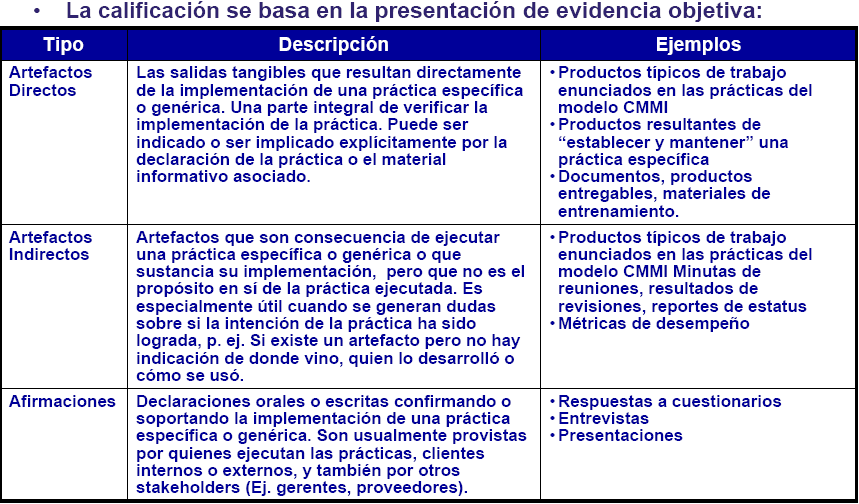 • La calificación se basa en la presentación de evidencia objetiva:
Tipo
Descripción
Ejemplos
Artefactos
Directos
Las salidas tangibles que resultan directamente
de la implementación de una práctica específica
o genérica. Una parte integral de verificar la
implementación de la práctica. Puede ser
indicado o ser implicado explícitamente por la
declaración de la práctica o el material
informativo asociado.
• Productos típicos de trabajo
enunciados en las prácticas del
modelo CMMI
• Productos resultantes de
“establecer y mantener” una
práctica específica
• Documentos, productos
entregables, materiales de
entrenamiento.
Artefactos
Indirectos
Artefactos que son consecuencia de ejecutar
una práctica específica o genérica o que
sustancia su implementación, pero que no es el
propósito en sí de la práctica ejecutada. Es
especialmente útil cuando se generan dudas
sobre si la intención de la práctica ha sido
lograda, p. ej. Si existe un artefacto pero no hay
indicación de donde vino, quien lo desarrolló o
cómo se usó.
• Productos típicos de trabajo
enunciados en las prácticas del
modelo CMMI Minutas de
reuniones, resultados de
revisiones, reportes de estatus
• Métricas de desempeño
Afirmaciones
Declaraciones orales o escritas confirmando o
soportando la implementación de una práctica
específica o genérica. Son usualmente provistas
por quienes ejecutan las prácticas, clientes
internos o externos, y también por otros
stakeholders (Ej. gerentes, proveedores).
• Respuestas a cuestionarios
• Entrevistas
• Presentaciones